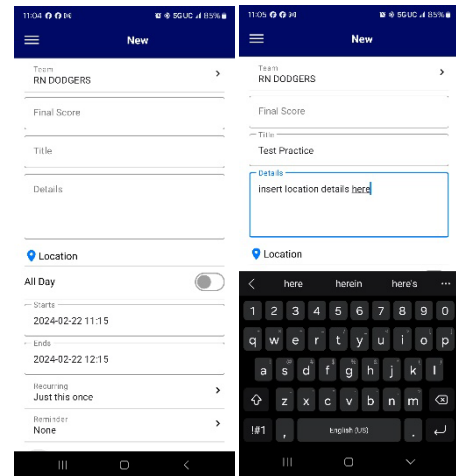 11:04
5GUC 85%
New
Team
RN DODGERS
Final Score
Title
Details
Location
All Day
Starts
2024-02-22 11:15
Ends
2024-02-22 12:15
Recurring
Just this once
Reminder
None
11:05
5GUC 85%
New
Team
RN DODGERS
Final Score
Title
Test Practice
Details
insert location details here
Location
here herein here's
1 2 3 4 5 6 7 8 9 0
q w e r t y u i o p
a s d f g h j k l
z x c v b n m
!#1 , English (US) .